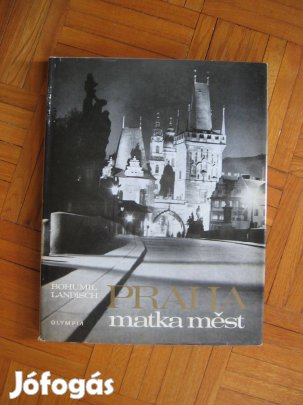 BOHUMIL
LANDISCH
PRAHA
matka měst
OLYMPIA
Jófogás